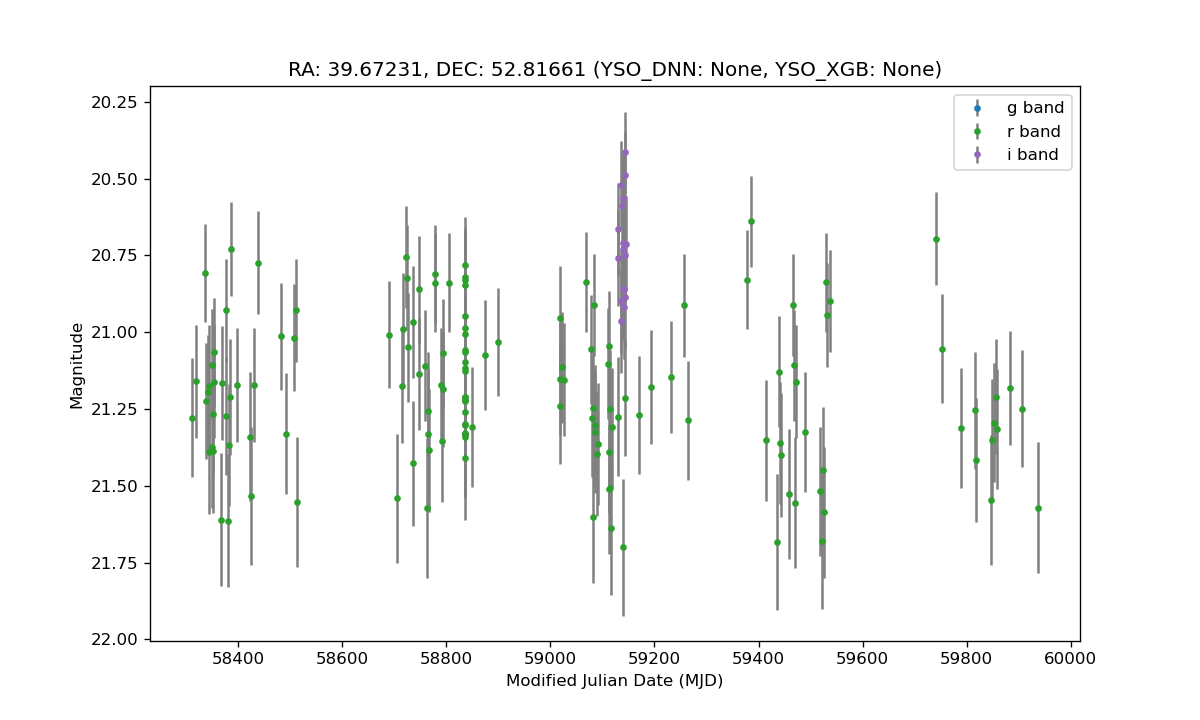 RA: 39.67231, DEC: 52.81661 (YSO_DNN: None, YSO_XGB: None)
g band
r band
i band
20.25
20.50
20.75
21.00
21.25
21.50
21.75
22.00
Magnitude
58400 58600 58800 59000 59200 59400 59600 59800 60000
Modified Julian Date (MJD)